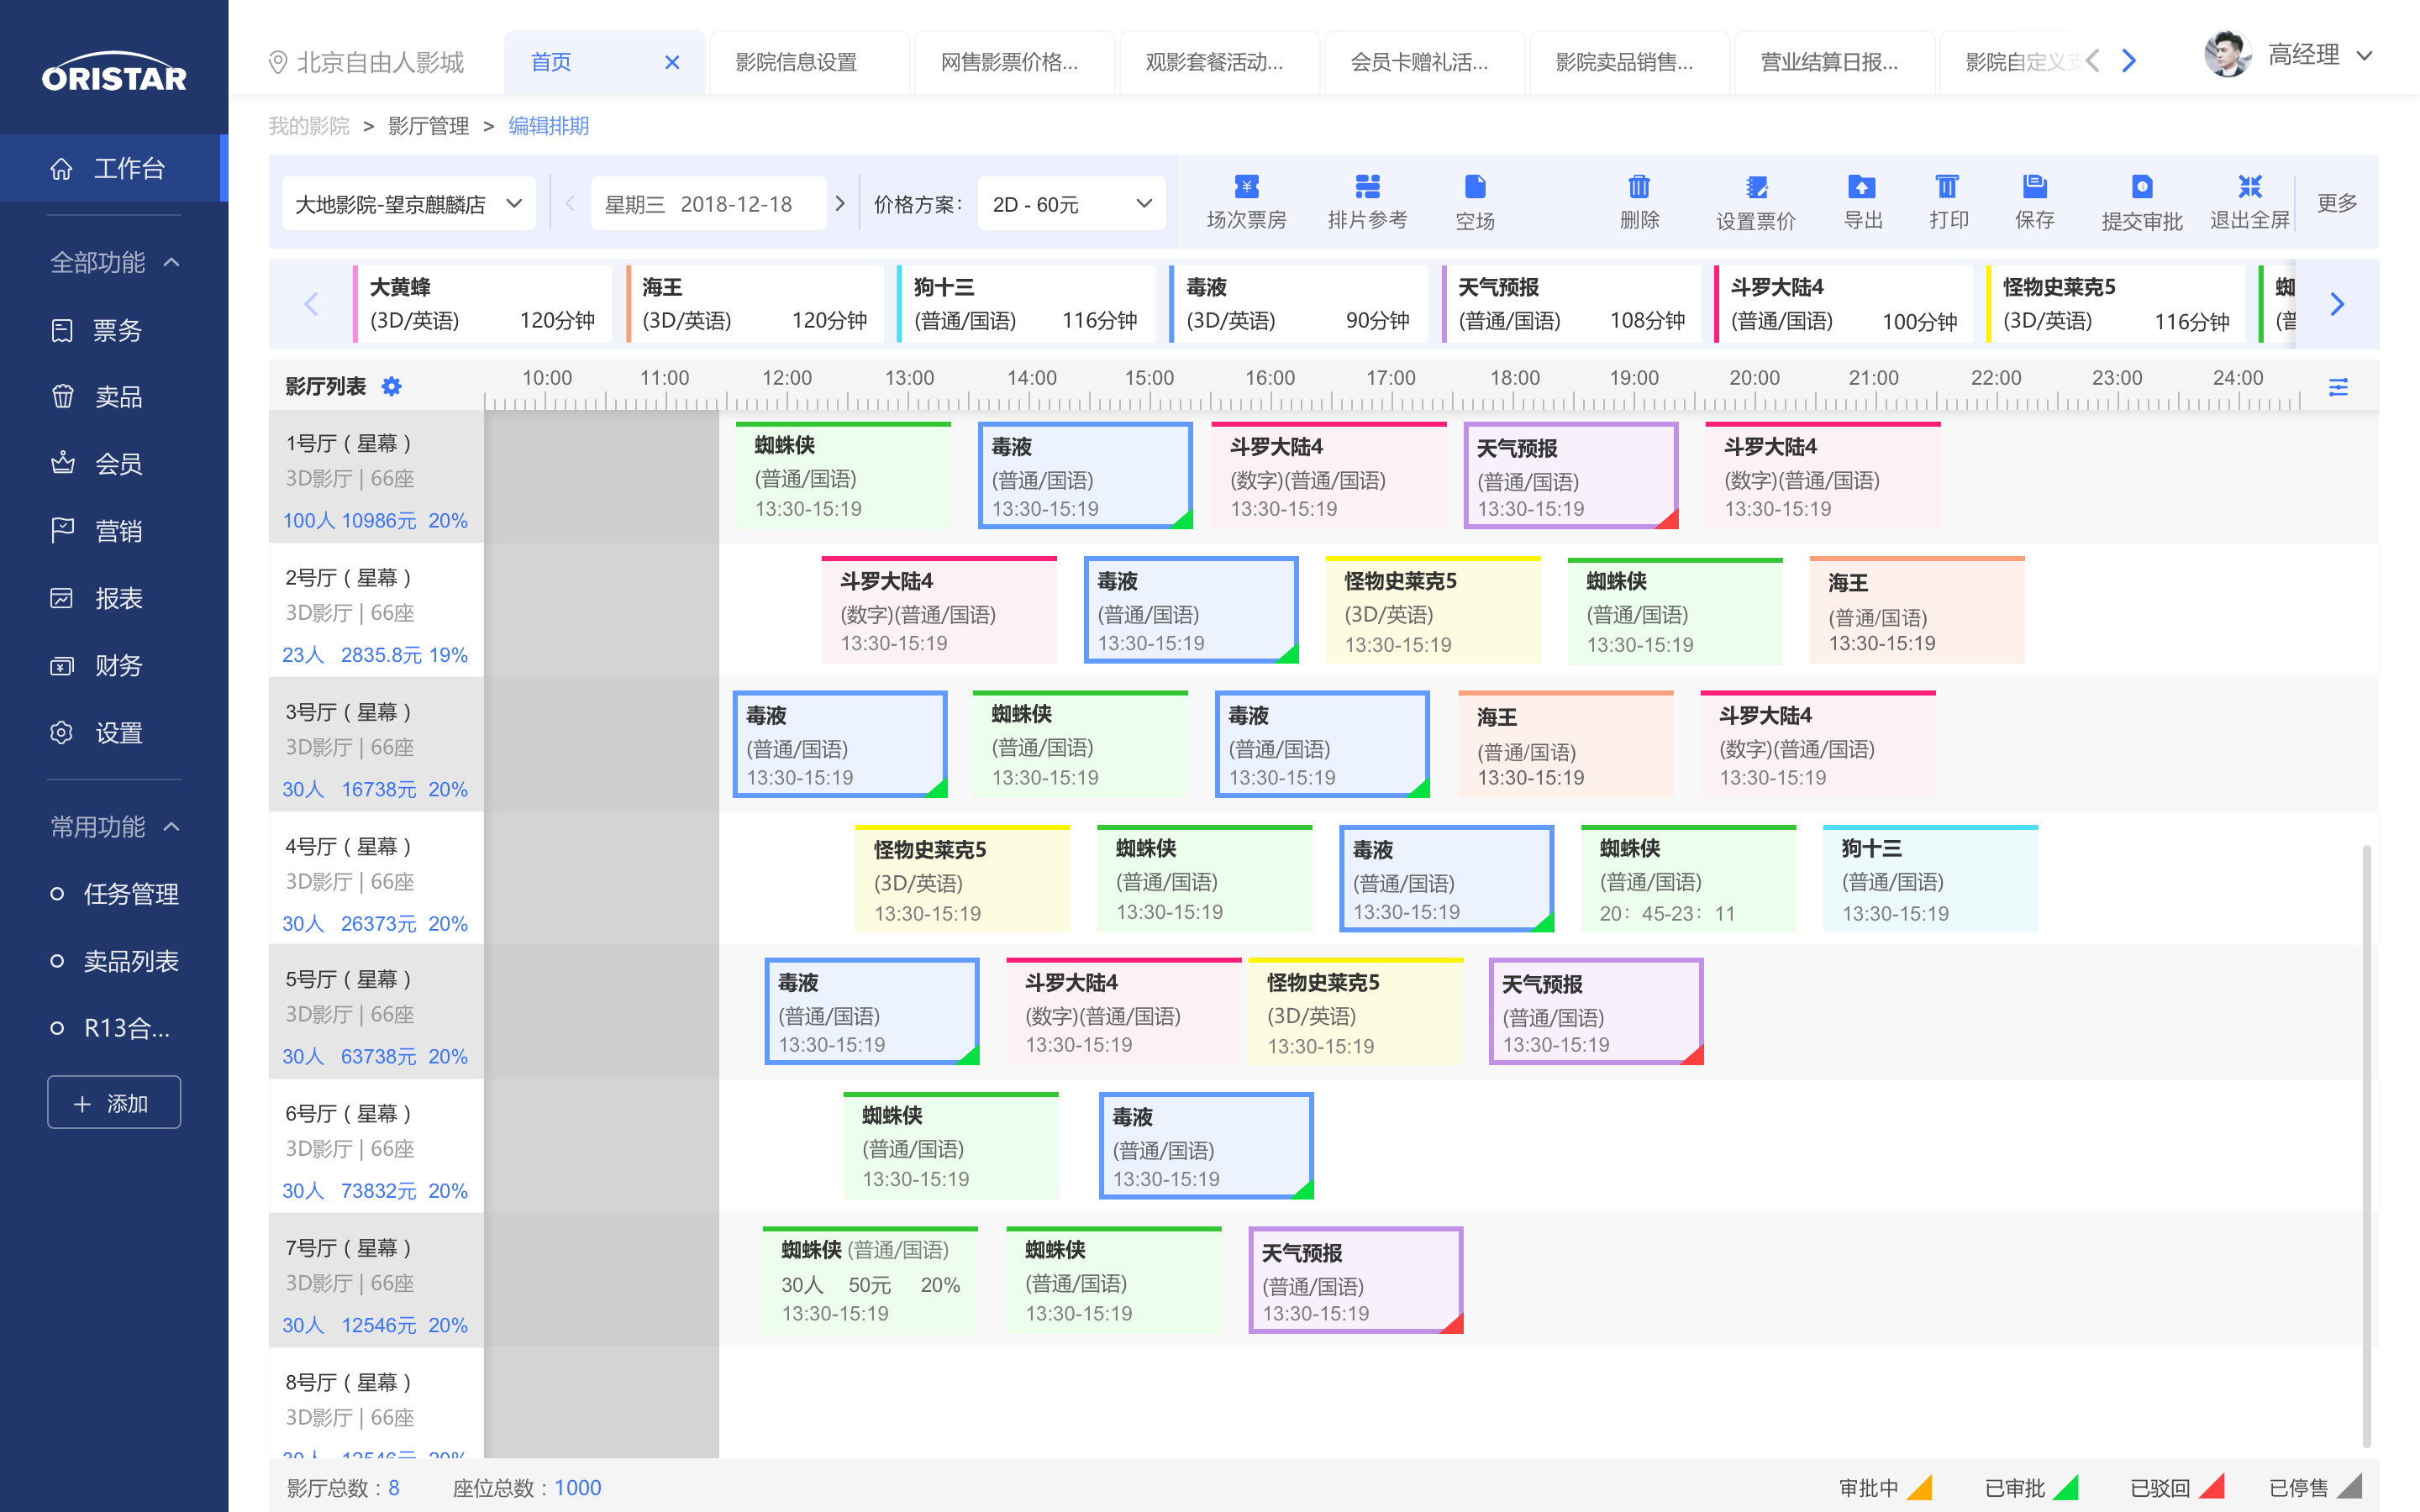 ORISTAR
北京自由人影城
首页
影院信息设置
网售影票价格...
观影套餐活动...
会员卡赠礼活...
影院卖品销售...
营业结算日报...
影院自定义支
高经理
工作台
全部功能
票务
卖品
会员
营销
报表
财务
设置
常用功能
任务管理
卖品列表
R13合...
添加
我的影院 > 影厅管理 > 编辑排期
大地影院-望京麒麟店
星期三 2018-12-18
价格方案：
2D - 60元
场次票房
排片参考
空场
删除
设置票价
导出
打印
保存
提交审批
退出全屏
更多
大黄蜂
(3D/英语) 120分钟
海王
(3D/英语) 120分钟
狗十三
(普通/国语) 116分钟
毒液
(3D/英语) 90分钟
天气预报
(普通/国语) 108分钟
斗罗大陆4
(普通/国语) 100分钟
怪物史莱克5
(3D/英语) 116分钟
影厅列表
10:00 11:00 12:00 13:00 14:00 15:00 16:00 17:00 18:00 19:00 20:00 21:00 22:00 23:00 24:00
1号厅（星幕）
3D影厅 | 66座
100人 10986元 20%
蜘蛛侠
(普通/国语)
13:30-15:19
毒液
(普通/国语)
13:30-15:19
斗罗大陆4
(数字)(普通/国语)
13:30-15:19
天气预报
(普通/国语)
13:30-15:19
斗罗大陆4
(数字)(普通/国语)
13:30-15:19
2号厅（星幕）
3D影厅 | 66座
23人 2835.8元 19%
斗罗大陆4
(数字)(普通/国语)
13:30-15:19
毒液
(普通/国语)
13:30-15:19
怪物史莱克5
(3D/英语)
13:30-15:19
蜘蛛侠
(普通/国语)
13:30-15:19
海王
(普通/国语)
13:30-15:19
3号厅（星幕）
3D影厅 | 66座
30人 16738元 20%
毒液
(普通/国语)
13:30-15:19
蜘蛛侠
(普通/国语)
13:30-15:19
毒液
(普通/国语)
13:30-15:19
海王
(普通/国语)
13:30-15:19
斗罗大陆4
(数字)(普通/国语)
13:30-15:19
4号厅（星幕）
3D影厅 | 66座
30人 26373元 20%
怪物史莱克5
(3D/英语)
13:30-15:19
蜘蛛侠
(普通/国语)
13:30-15:19
毒液
(普通/国语)
13:30-15:19
蜘蛛侠
(普通/国语)
20：45-23：11
狗十三
(普通/国语)
13:30-15:19
5号厅（星幕）
3D影厅 | 66座
30人 63738元 20%
毒液
(普通/国语)
13:30-15:19
斗罗大陆4
(数字)(普通/国语)
13:30-15:19
怪物史莱克5
(3D/英语)
13:30-15:19
天气预报
(普通/国语)
13:30-15:19
6号厅（星幕）
3D影厅 | 66座
30人 73832元 20%
蜘蛛侠
(普通/国语)
13:30-15:19
毒液
(普通/国语)
13:30-15:19
7号厅（星幕）
3D影厅 | 66座
30人 12546元 20%
蜘蛛侠 (普通/国语)
30人 50元 20%
13:30-15:19
蜘蛛侠
(普通/国语)
13:30-15:19
天气预报
(普通/国语)
13:30-15:19
8号厅（星幕）
3D影厅 | 66座
影厅总数：8
座位总数：1000
审批中
已审批
已驳回
已停售